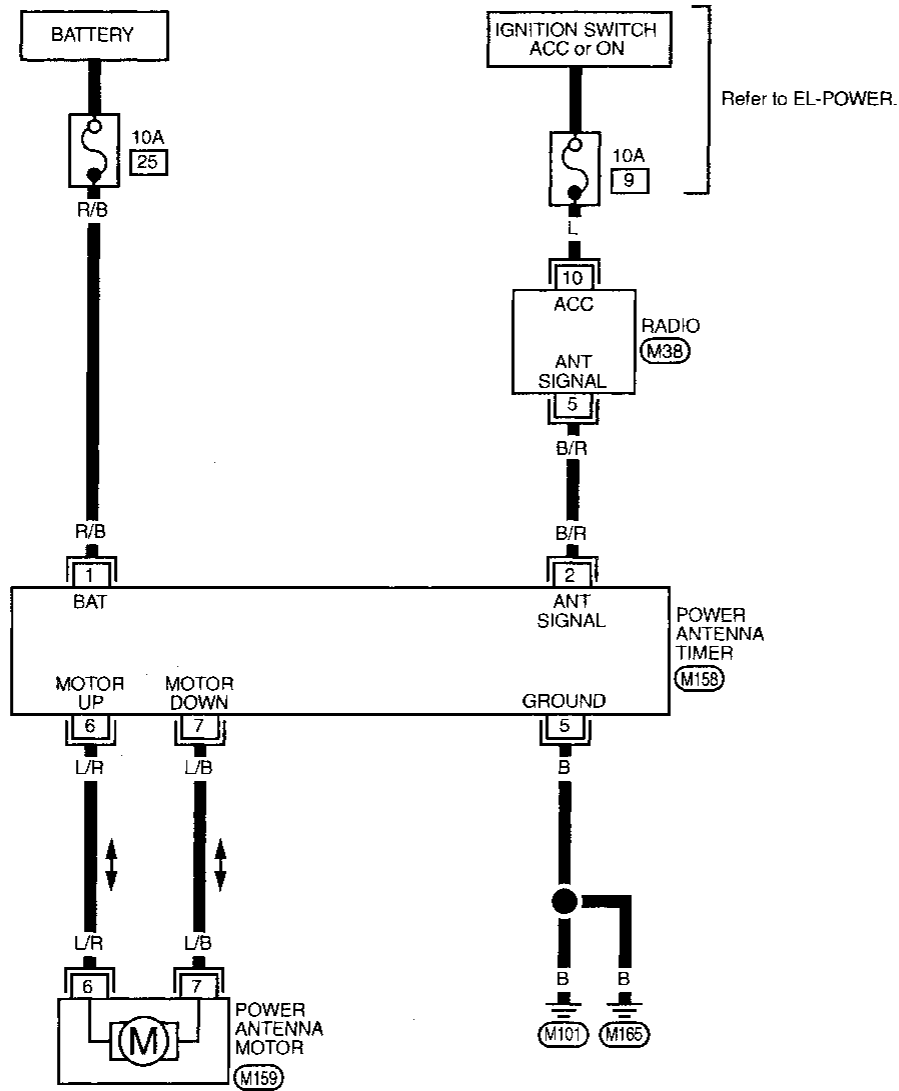 BATTERY
IGNITION SWITCH
ACC or ON
Refer to EL-POWER.
10A
25
10A
9
R/B
L
10
ACC
RADIO
M38
ANT
SIGNAL
5
B/R
R/B
B/R
1
2
BAT
ANT
SIGNAL
POWER
ANTENNA
TIMER
M158
MOTOR
UP
MOTOR
DOWN
GROUND
6
7
5
L/R
L/B
B
L/R
L/B
B
B
6
7
M
POWER
ANTENNA
MOTOR
M159
M101
M165